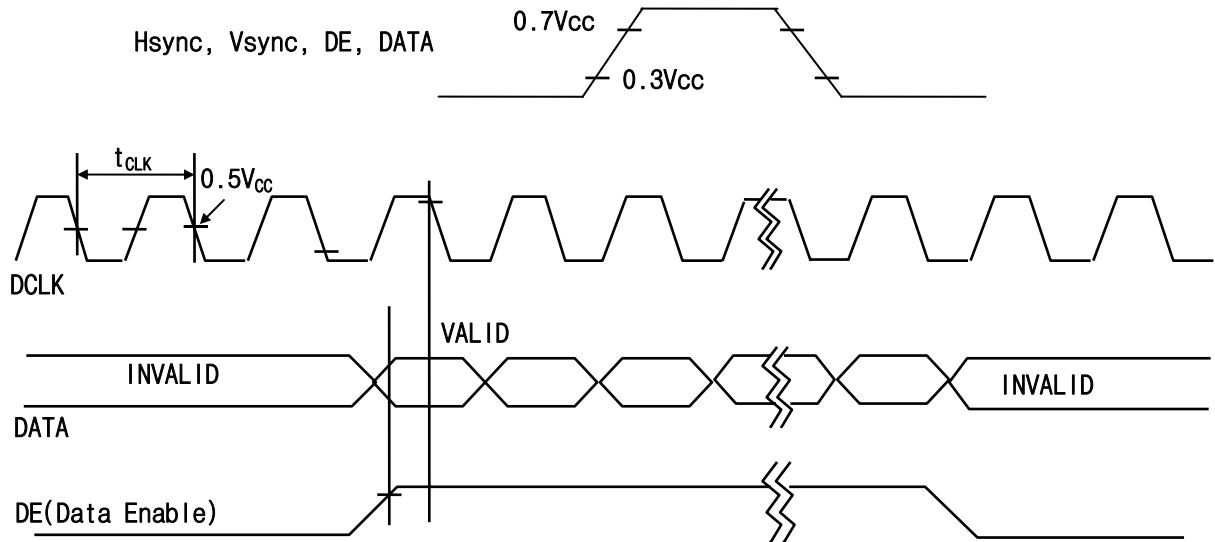 0.7Vcc
Hsync, Vsync, DE, DATA
0.3Vcc
tCLK
0.5VCC
DCLK
VALID
INVALID
INVALID
DATA
DE(Data Enable)